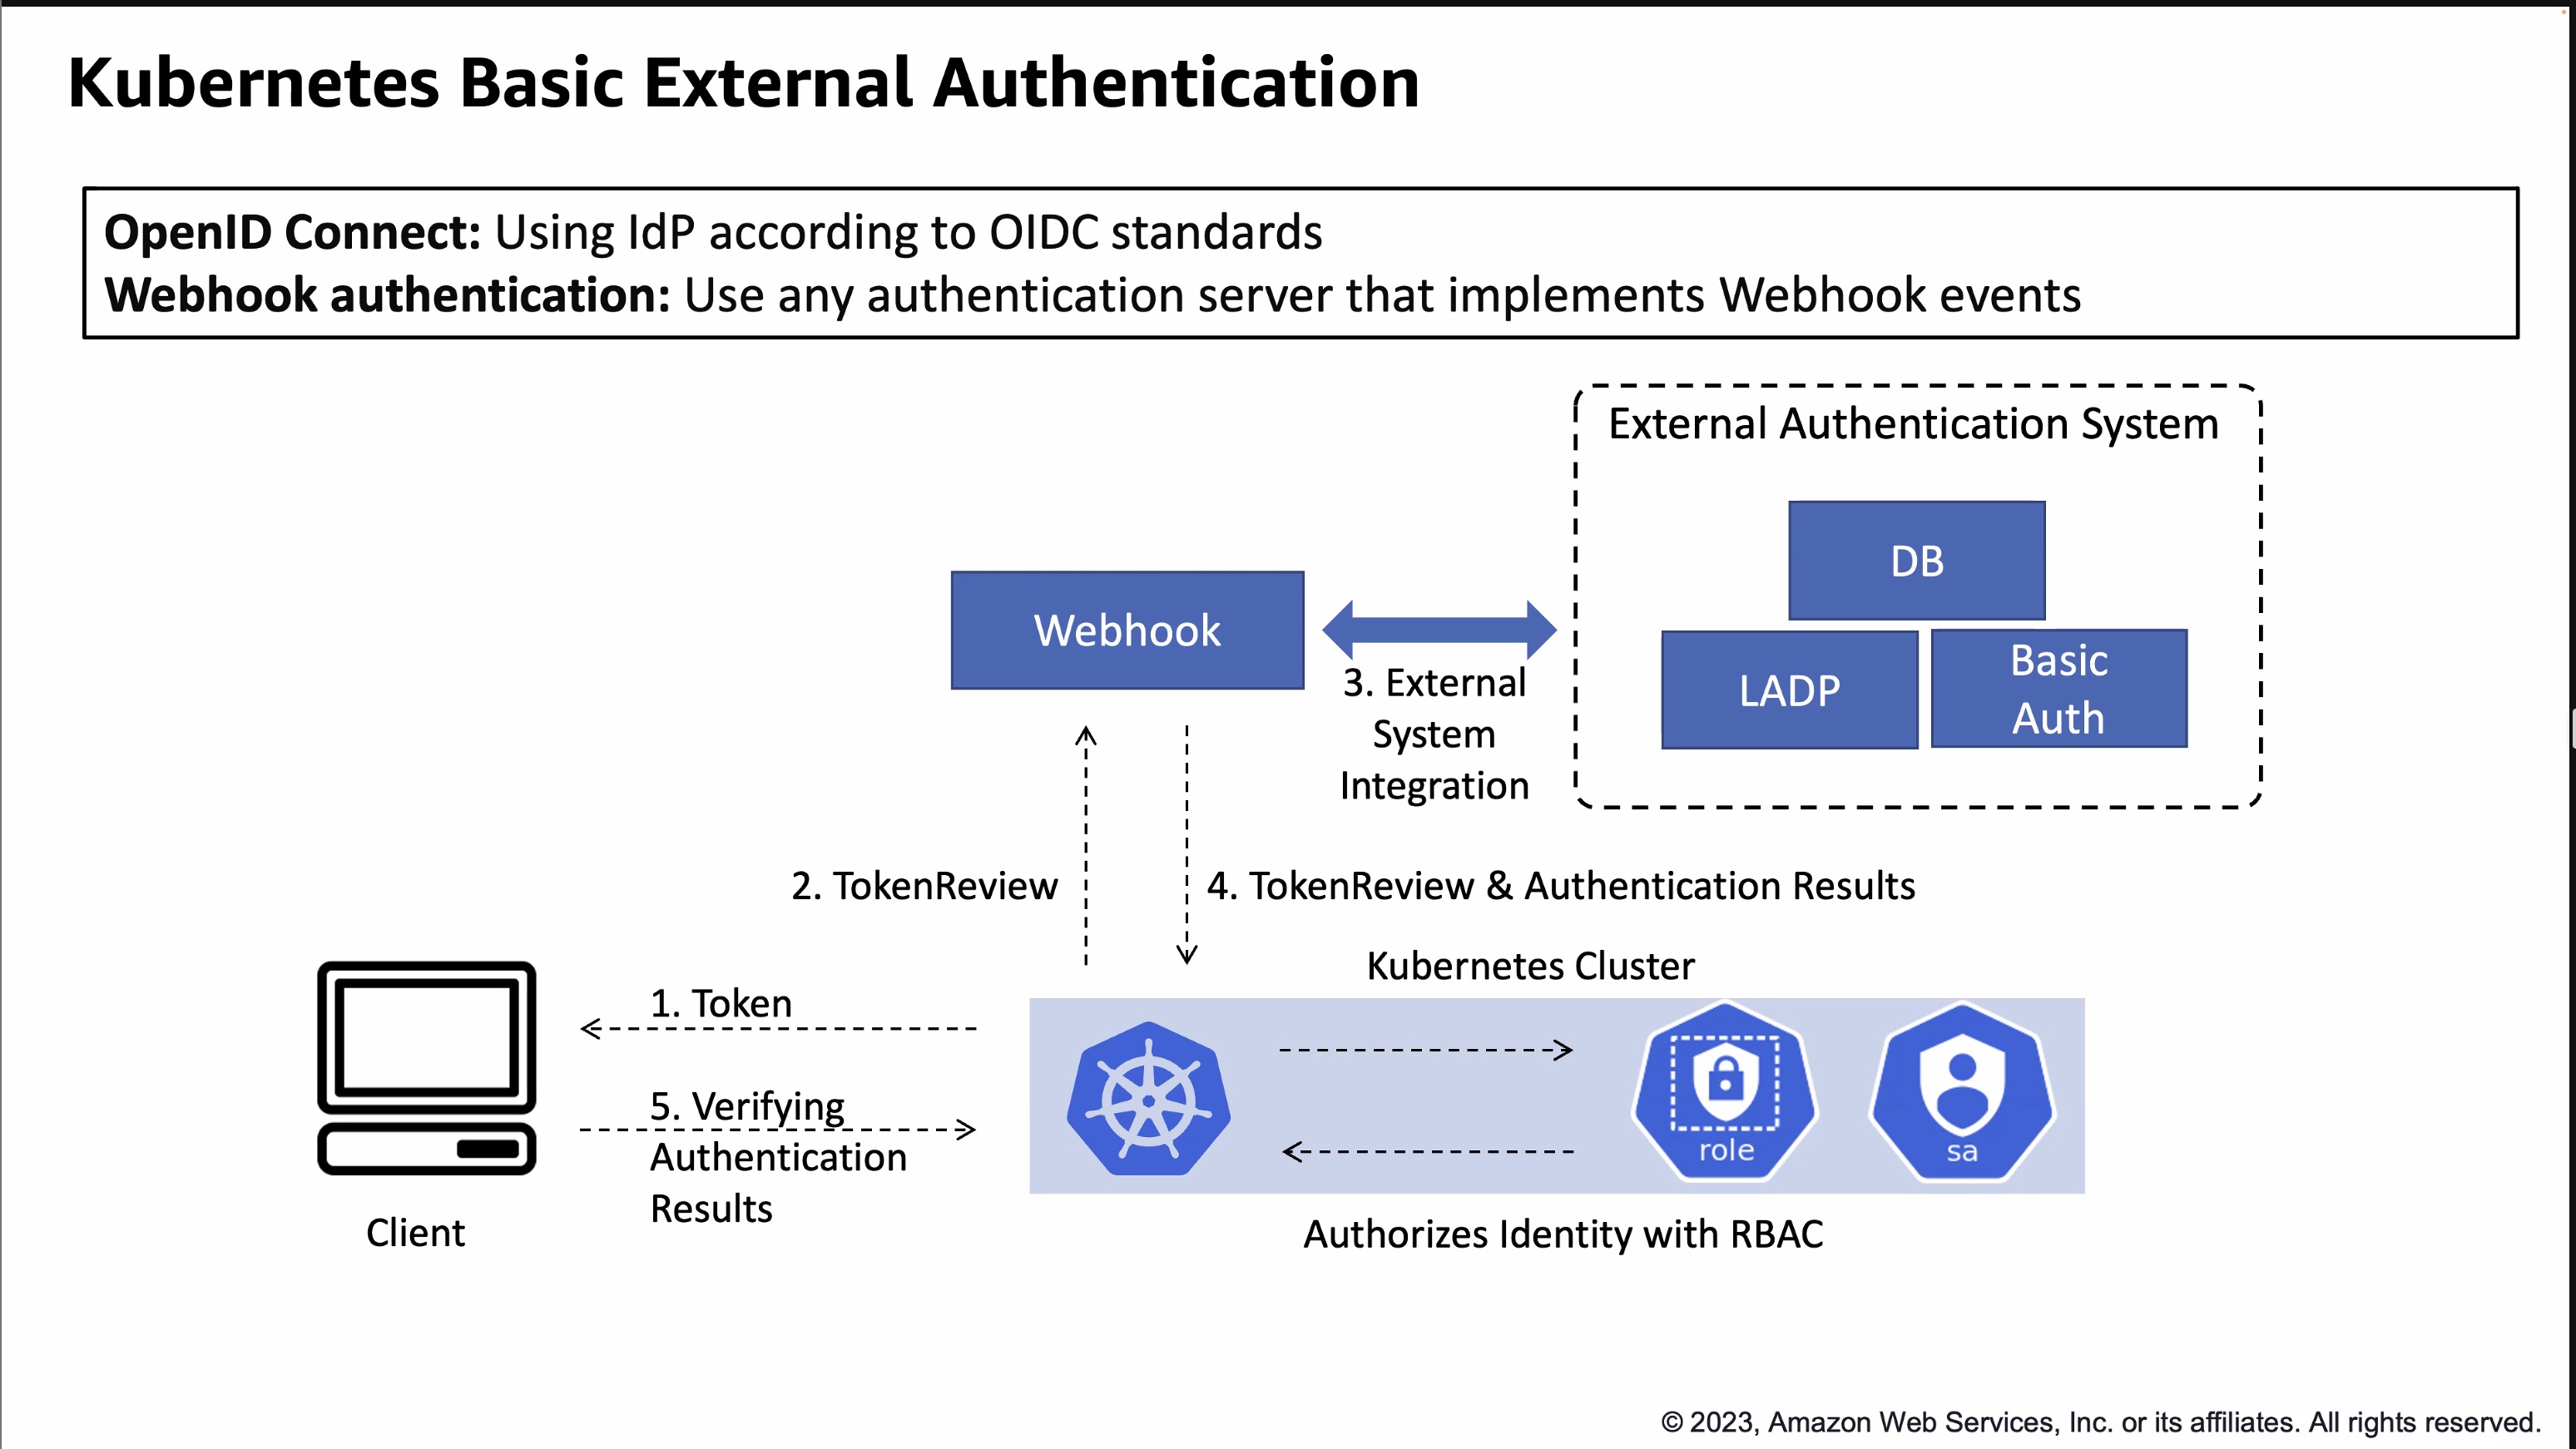 Kubernetes Basic External Authentication
OpenID Connect: Using IdP according to OIDC standards
Webhook authentication: Use any authentication server that implements Webhook events
External Authentication System
DB
LADP
Basic
Auth
Webhook
3. External
System
Integration
2. TokenReview
4. TokenReview & Authentication Results
Kubernetes Cluster
1. Token
5. Verifying
Authentication
Results
Client
role
sa
Authorizes Identity with RBAC
© 2023, Amazon Web Services, Inc. or its affiliates. All rights reserved.